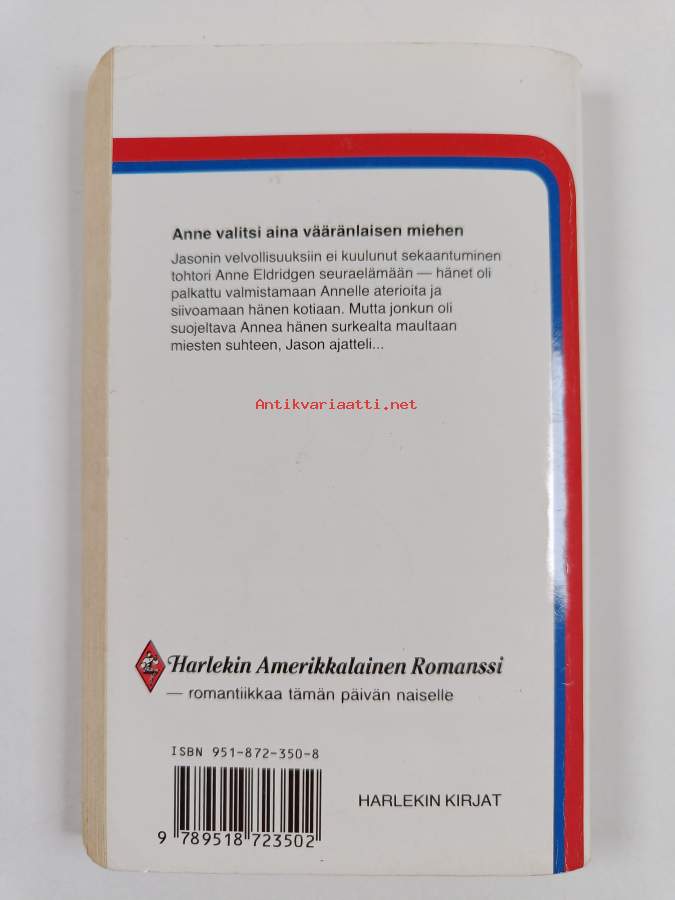 Anne valitsi aina vääränlaisen miehen
Jasonin velvollisuuksiin ei kuulunut sekaantuminen
tohtori Anne Eldridgen seuraelämään — hänet oli
palkattu valmistamaan Annelle aterioita ja
siivoamaan hänen kotiaan. Mutta jonkun oli
suojeltava Annea hänen surkealta maultaan
miesten suhteen, Jason ajatteli...
Antikvariaatti.net
Harlekin Amerikkalainen Romanssi
— romantiikkaa tämän päivän naiselle
ISBN 951-872-350-8
HARLEKIN KIRJAT
9 789518 723502